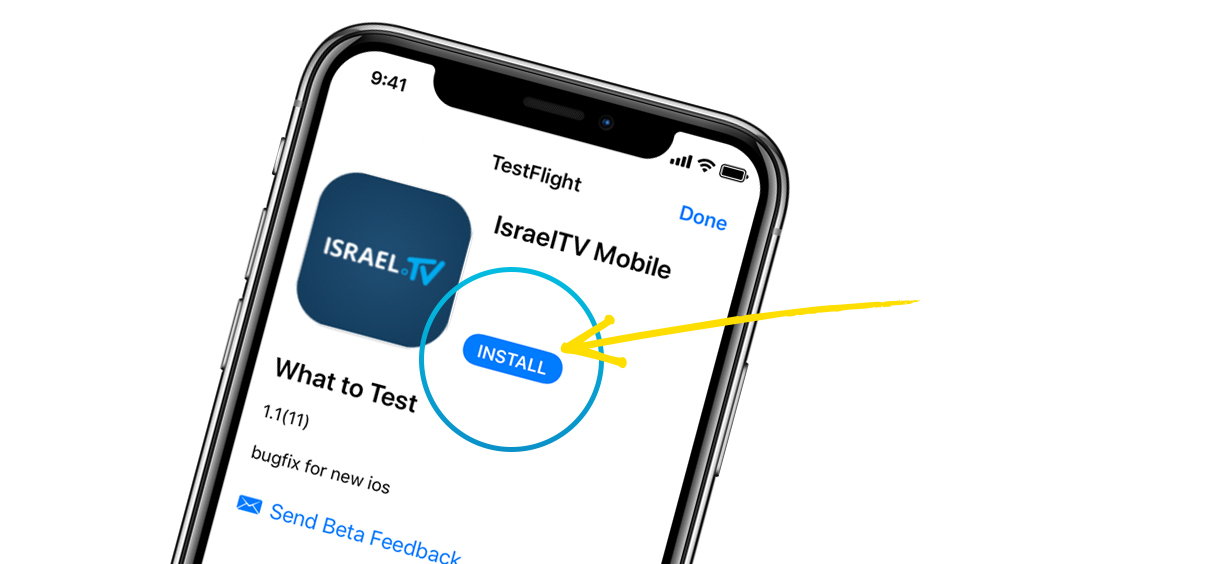 9:41
TestFlight
Done
IsraelTV Mobile
ISRAEL.TV
INSTALL
What to Test
1.1(11)
bugfix for new ios
Send Beta Feedback